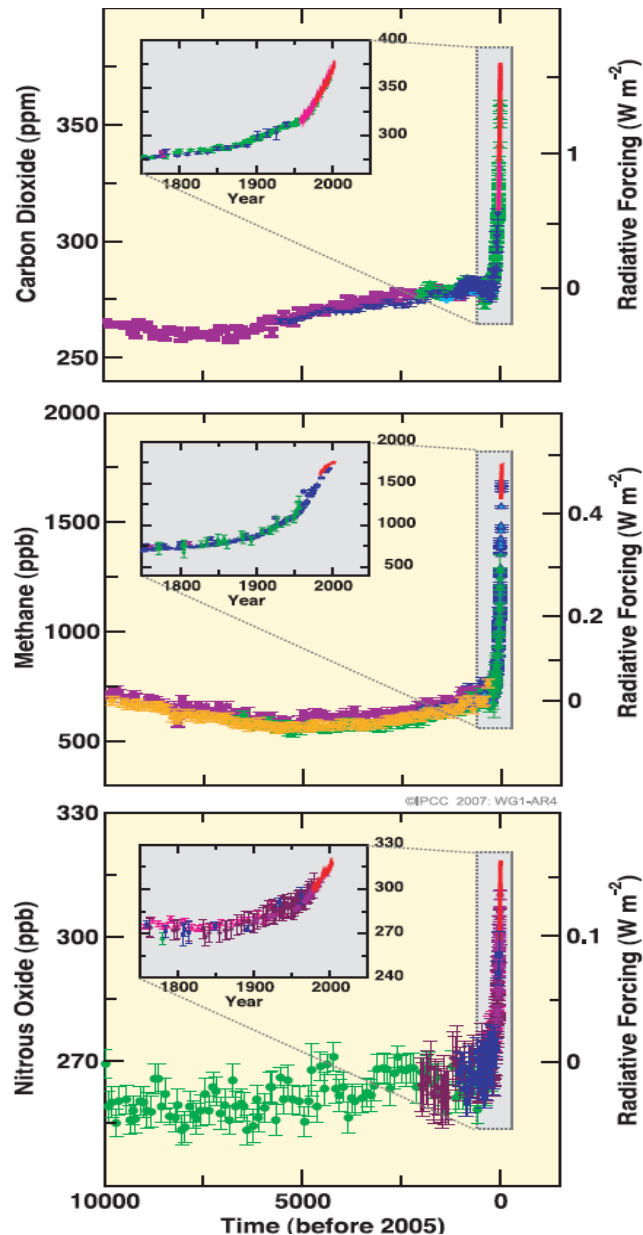 Carbon Dioxide (ppm)
350
300
250
400
350
300
1800 1900 2000
Year
1
0
Radiative Forcing (W m-2)
Methane (ppb)
2000
1500
1000
500
2000
1500
1000
500
1800 1900 2000
Year
0.4
0.2
0
Radiative Forcing (W m-2)
©IPCC 2007: WG1-AR4
Nitrous Oxide (ppb)
330
300
270
330
300
270
240
1800 1900 2000
Year
0.1
0
Radiative Forcing (W m-2)
10000 5000 0
Time (before 2005)